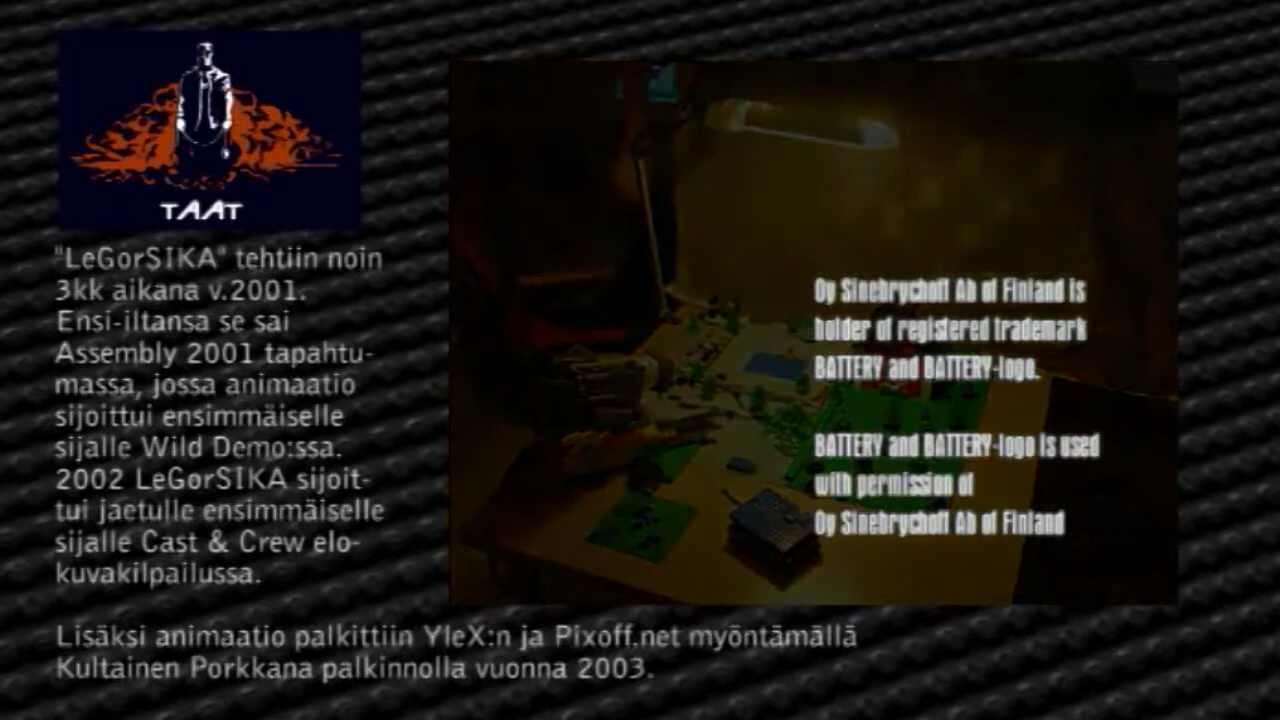 TAAT
"LeGorSIKA" tehtiin noin
3kk aikana v.2001.
Ensi-iltansa se sai
Assembly 2001 tapahtu-
massa, jossa animaatio
sijoittui ensimmäiselle
sijalle Wild Demo:ssa.
2002 LeGorSIKA sijoit-
tui jaetulle ensimmäiselle
sijalle Cast & Crew elo-
kuvakilpailussa.
Lisäksi animaatio palkittiin YleX:n ja Pixoff.net myöntämällä
Kultainen Porkkana palkinnolla vuonna 2003.
Oy Sinebrychoff Ab of Finland is
holder of registered trademark
BATTERY and BATTERY-logo.
BATTERY and BATTERY-logo is used
with permission of
Oy Sinebrychoff Ab of Finland